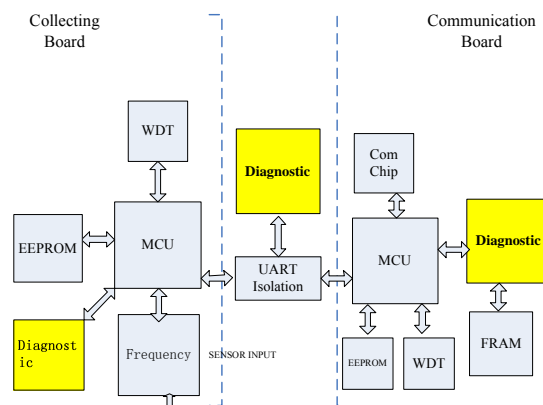 Collecting
Board
Communication
Board
WDT
Diagnostic
Com
Chip
EEPROM
MCU
UART
Isolation
MCU
Diagnostic
Diagnost
ic
Frequency
SENSOR INPUT
EEPROM
WDT
FRAM